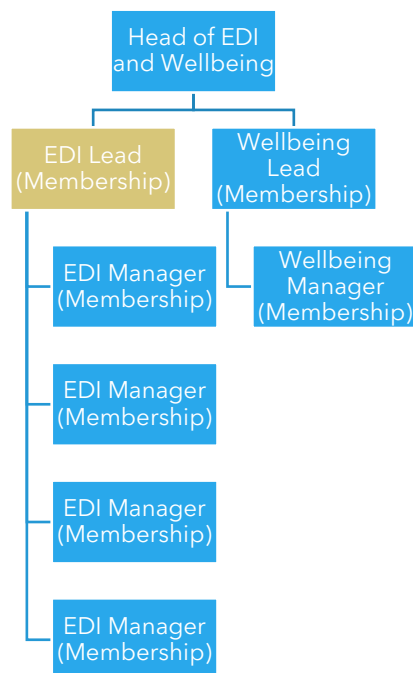 Head of EDI
and Wellbeing
EDI Lead
(Membership)
Wellbeing
Lead
(Membership)
EDI Manager
(Membership)
Wellbeing
Manager
(Membership)
EDI Manager
(Membership)
EDI Manager
(Membership)
EDI Manager
(Membership)